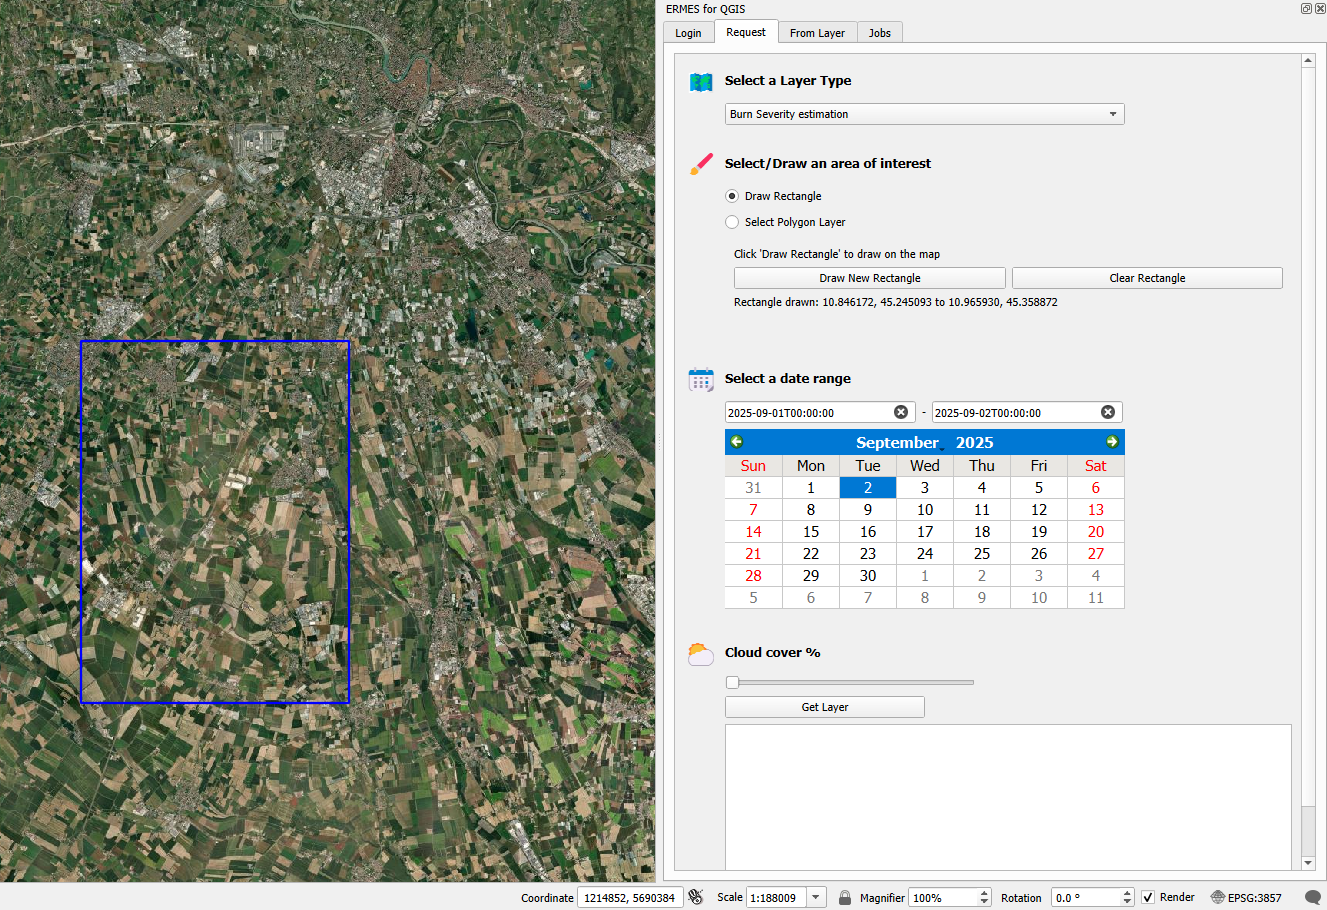 ERMES for QGIS
Login Request From Layer Jobs
Select a Layer Type
Burn Severity estimation
Select/Draw an area of interest
Draw Rectangle
Select Polygon Layer
Click 'Draw Rectangle' to draw on the map
Draw New Rectangle Clear Rectangle
Rectangle drawn: 10.846172, 45.245093 to 10.965930, 45.358872
Select a date range
2025-09-01T00:00:00 - 2025-09-02T00:00:00
September 2025
Sun Mon Tue Wed Thu Fri Sat
31 1 2 3 4 5 6
7 8 9 10 11 12 13
14 15 16 17 18 19 20
21 22 23 24 25 26 27
28 29 30 1 2 3 4
5 6 7 8 9 10 11
Cloud cover %
Get Layer
Coordinate 1214852, 5690384 Scale 1:188009 Magnifier 100% Rotation 0.0 ° Render EPSG:3857